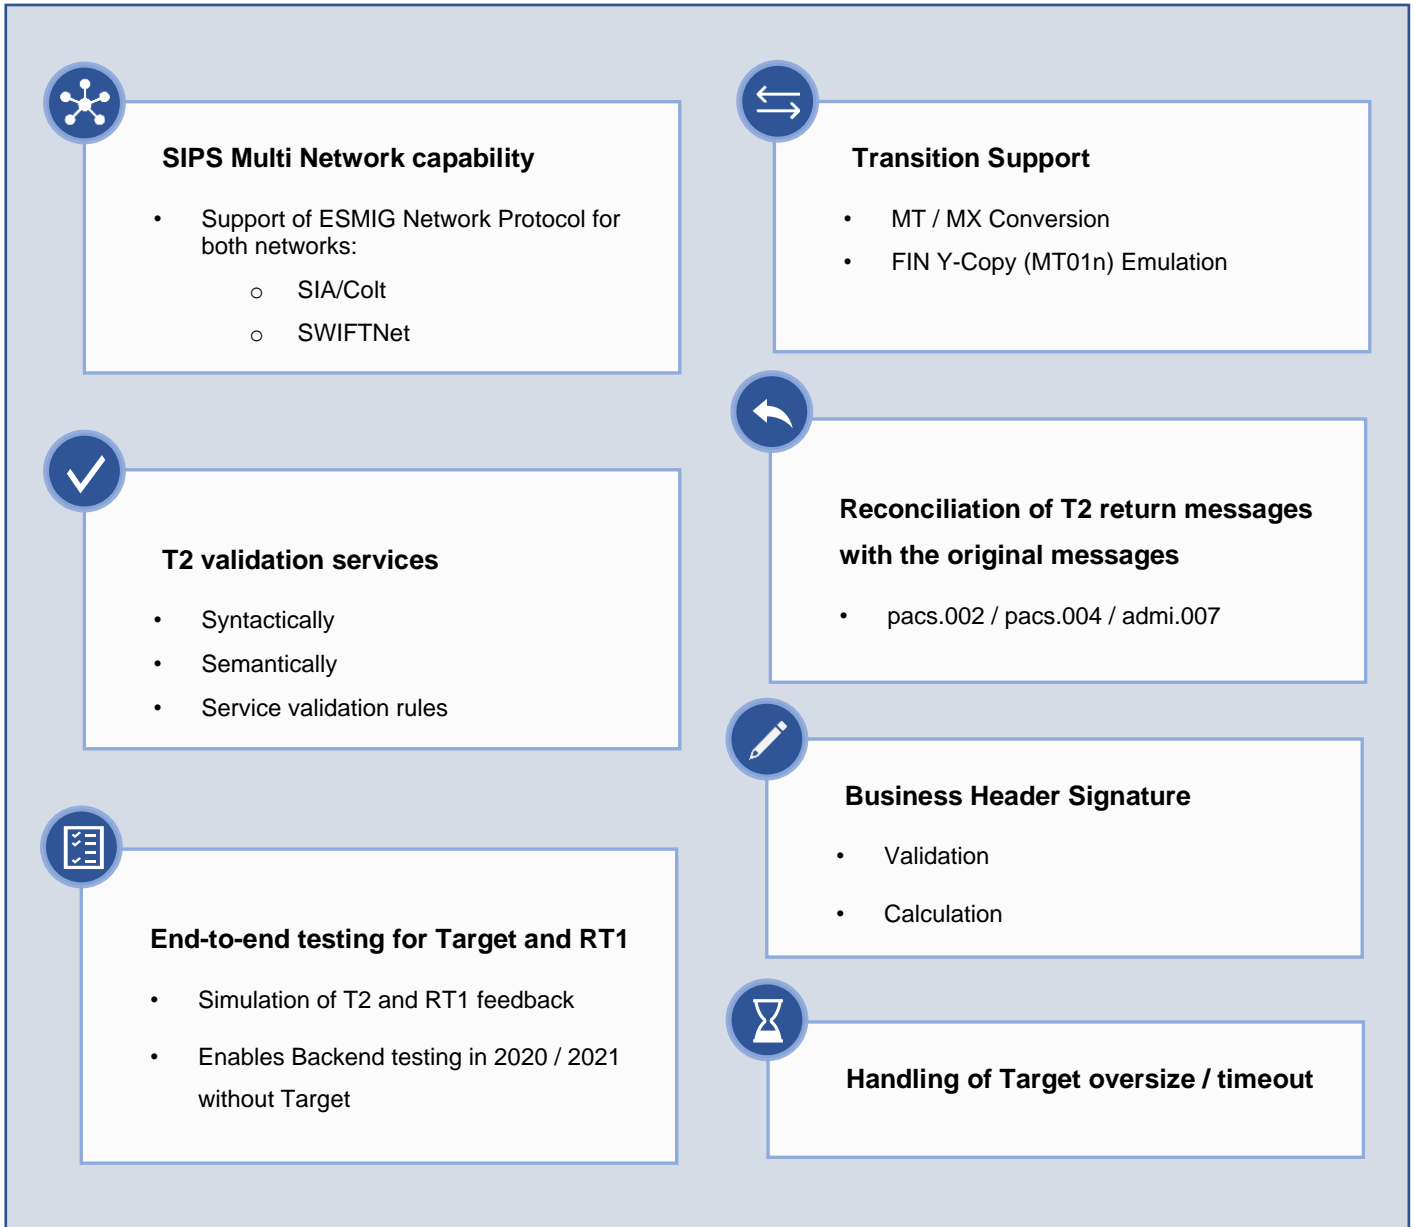 SIPS Multi Network capability
• Support of ESMIG Network Protocol for
both networks:
o SIA/Colt
o SWIFTNet
T2 validation services
• Syntactically
• Semantically
• Service validation rules
End-to-end testing for Target and RT1
• Simulation of T2 and RT1 feedback
• Enables Backend testing in 2020 / 2021
without Target
Transition Support
• MT / MX Conversion
• FIN Y-Copy (MT01n) Emulation
Reconciliation of T2 return messages
with the original messages
• pacs.002 / pacs.004 / admi.007
Business Header Signature
• Validation
• Calculation
Handling of Target oversize / timeout